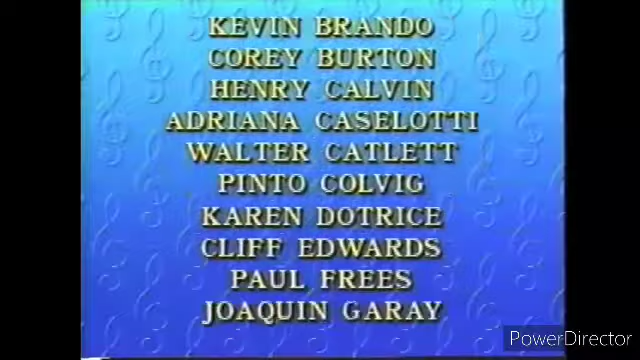 KEVIN BRANDO
COREY BURTON
HENRY CALVIN
ADRIANA CASELOTTI
WALTER CATLETT
PINTO COLVIG
KAREN DOTRICE
CLIFF EDWARDS
PAUL FREES
JOAQUIN GARAY
PowerDirector